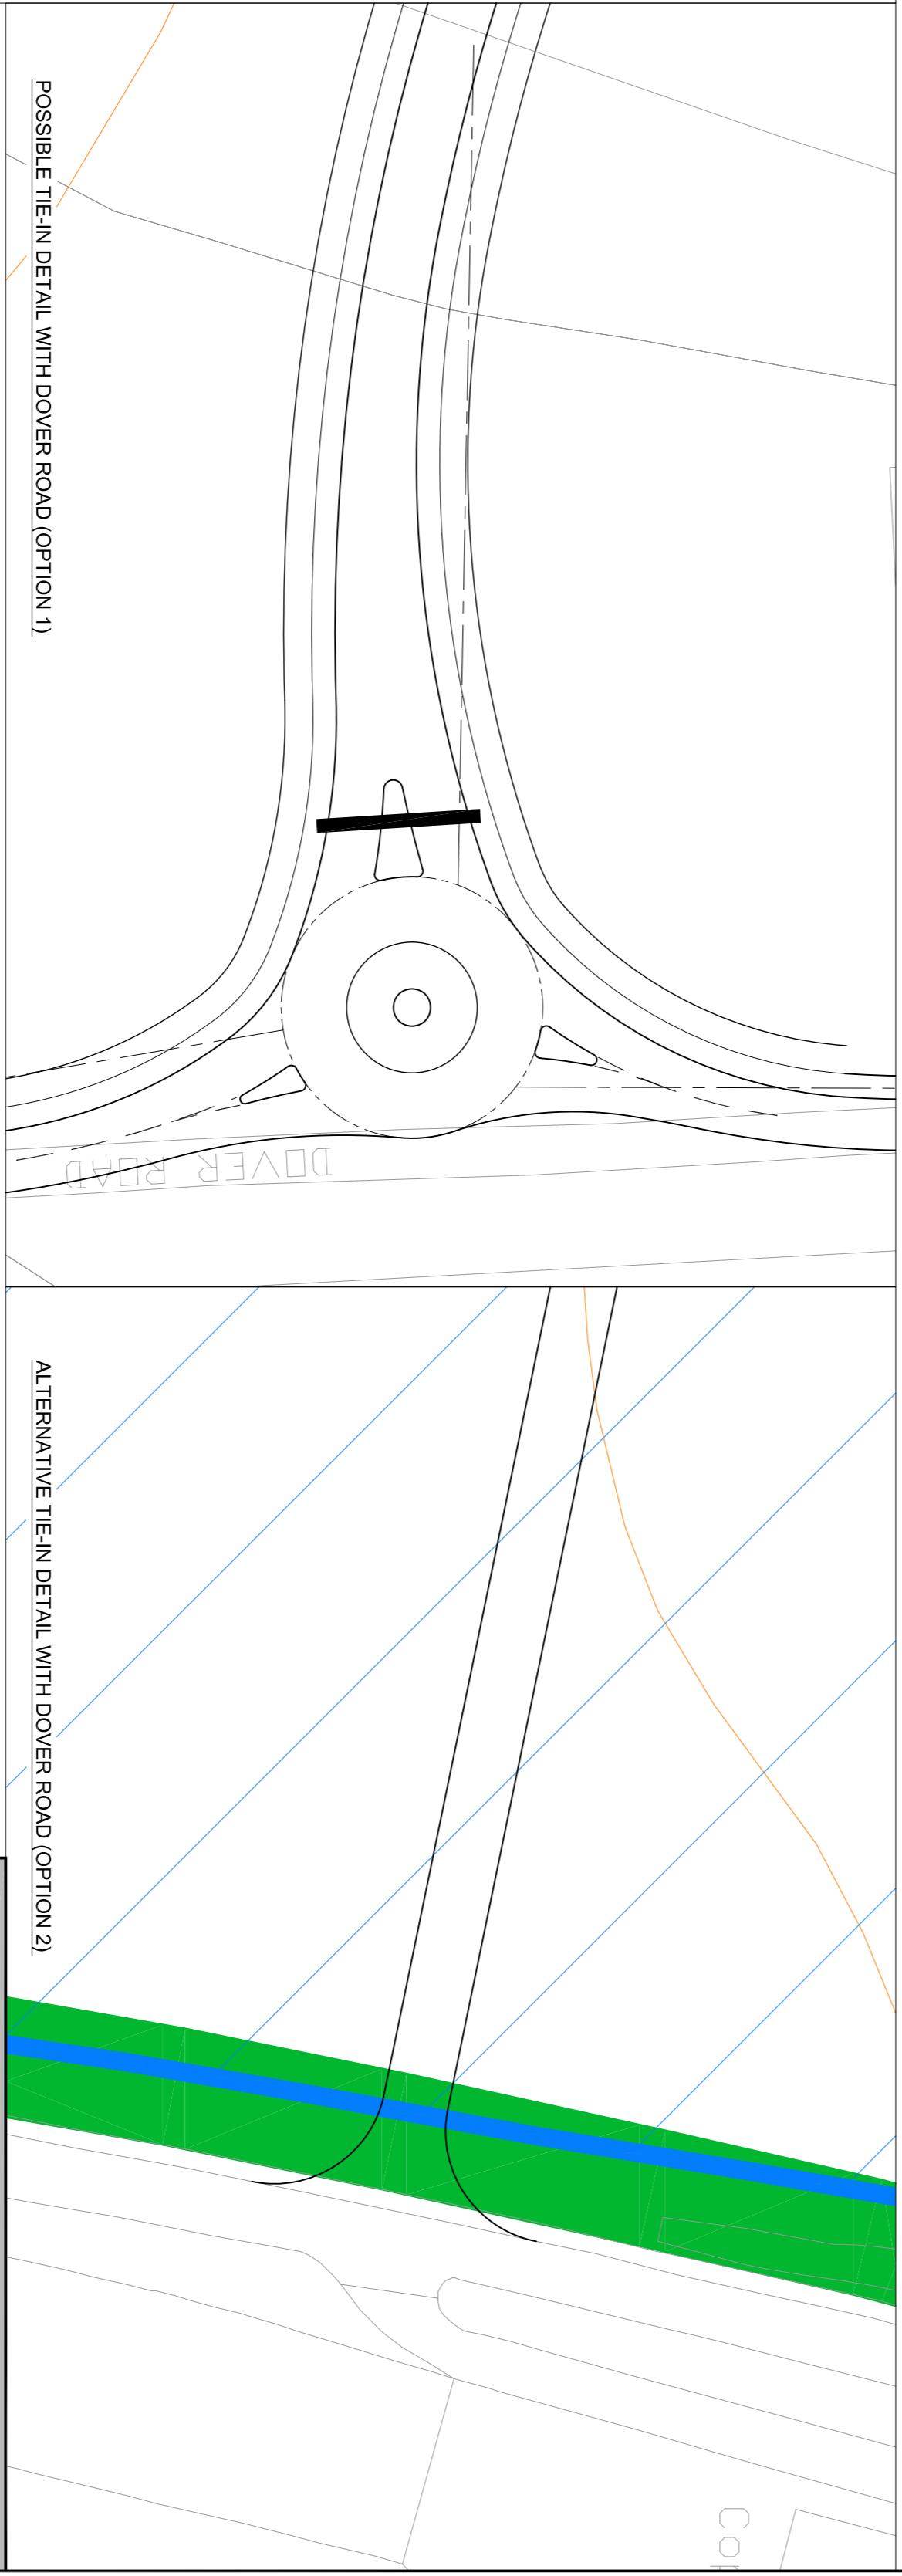 POSSIBLE TIE-IN DETAIL WITH DOVER ROAD (OPTION 1)
DOVER ROAD
ALTERNATIVE TIE-IN DETAIL WITH DOVER ROAD (OPTION 2)